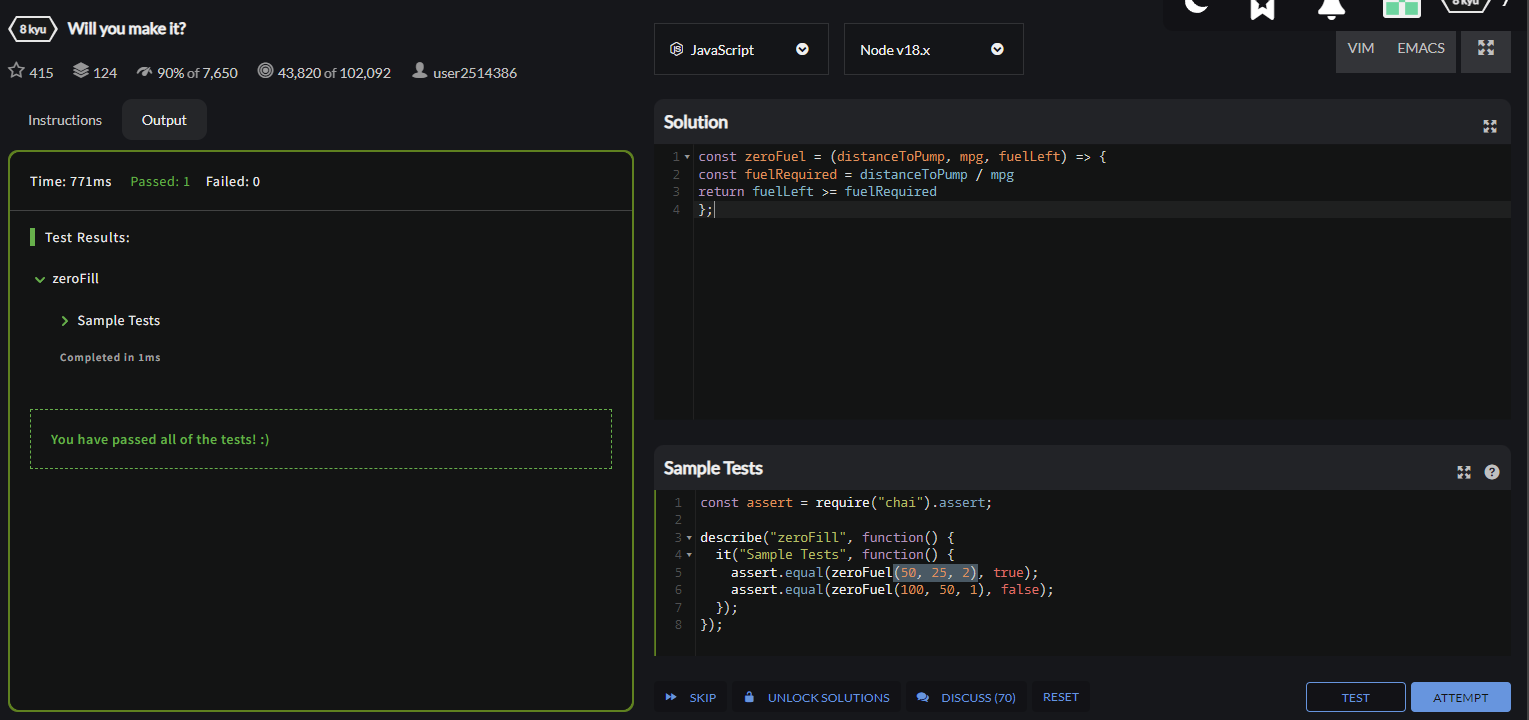 8 kyu Will you make it?
415 124 90% of 7,650 43,820 of 102,092 user2514386
Instructions Output
Time: 771ms Passed: 1 Failed: 0
Test Results:
zeroFill
Sample Tests
Completed in 1ms
You have passed all of the tests! :)
JavaScript Node v18.x
8 kyu
VIM EMACS
Solution
1 const zeroFuel = (distanceToPump, mpg, fuelLeft) => {
2 const fuelRequired = distanceToPump / mpg
3 return fuelLeft >= fuelRequired
4 };
Sample Tests
?
1 const assert = require("chai").assert;
2
3 describe("zeroFill", function() {
4 it("Sample Tests", function() {
5 assert.equal(zeroFuel(50, 25, 2), true);
6 assert.equal(zeroFuel(100, 50, 1), false);
7 });
8 });
SKIP UNLOCK SOLUTIONS DISCUSS (70) RESET TEST ATTEMPT